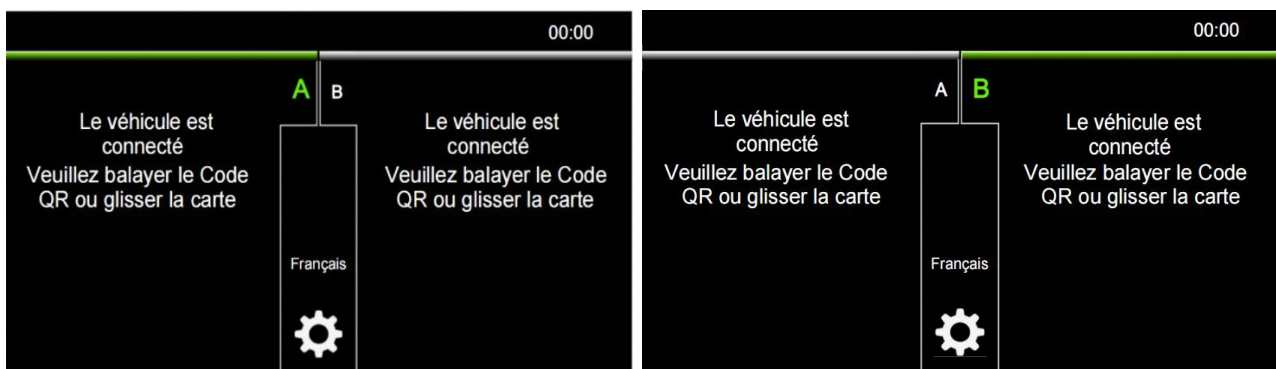 00:00
A B
Le véhicule est
connecté
Veuillez balayer le Code
QR ou glisser la carte
Le véhicule est
connecté
Veuillez balayer le Code
QR ou glisser la carte
Français
00:00
A B
Le véhicule est
connecté
Veuillez balayer le Code
QR ou glisser la carte
Le véhicule est
connecté
Veuillez balayer le Code
QR ou glisser la carte
Français